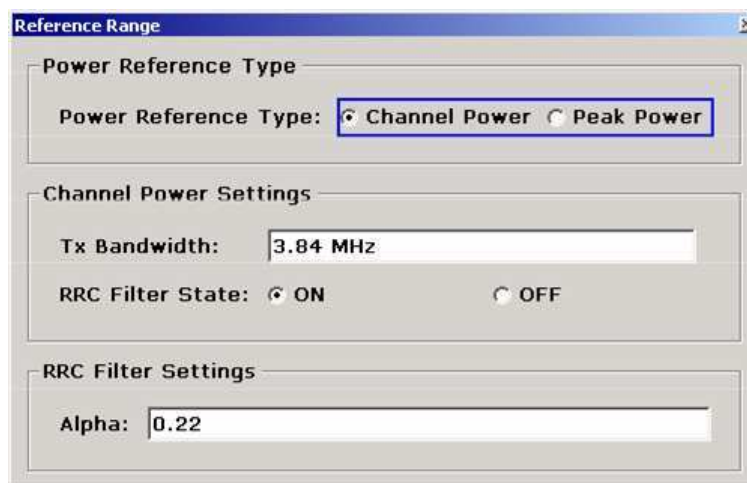 Reference Range
Power Reference Type
Power Reference Type: Channel Power Peak Power
Channel Power Settings
Tx Bandwidth: 3.84 MHz
RRC Filter State: ON OFF
RRC Filter Settings
Alpha: 0.22